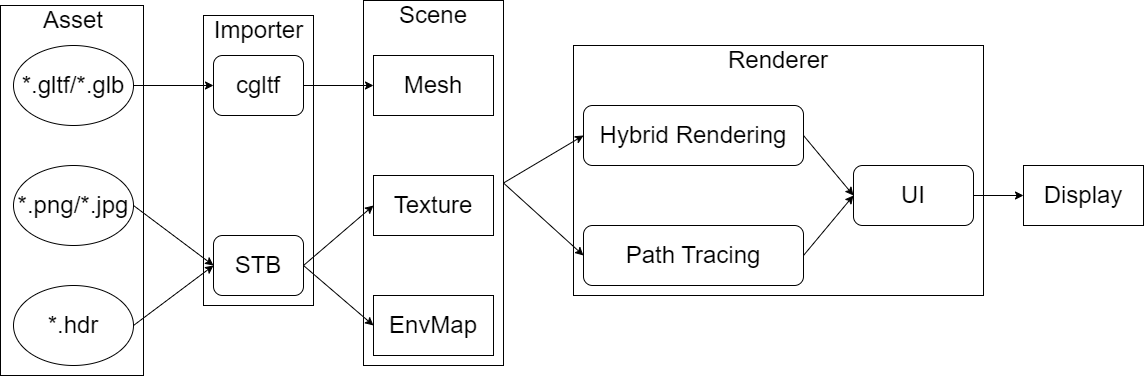 Asset
*.gltf/*.glb
*.png/*.jpg
*.hdr
Importer
cgltf
STB
Scene
Mesh
Texture
EnvMap
Renderer
Hybrid Rendering
Path Tracing
UI
Display